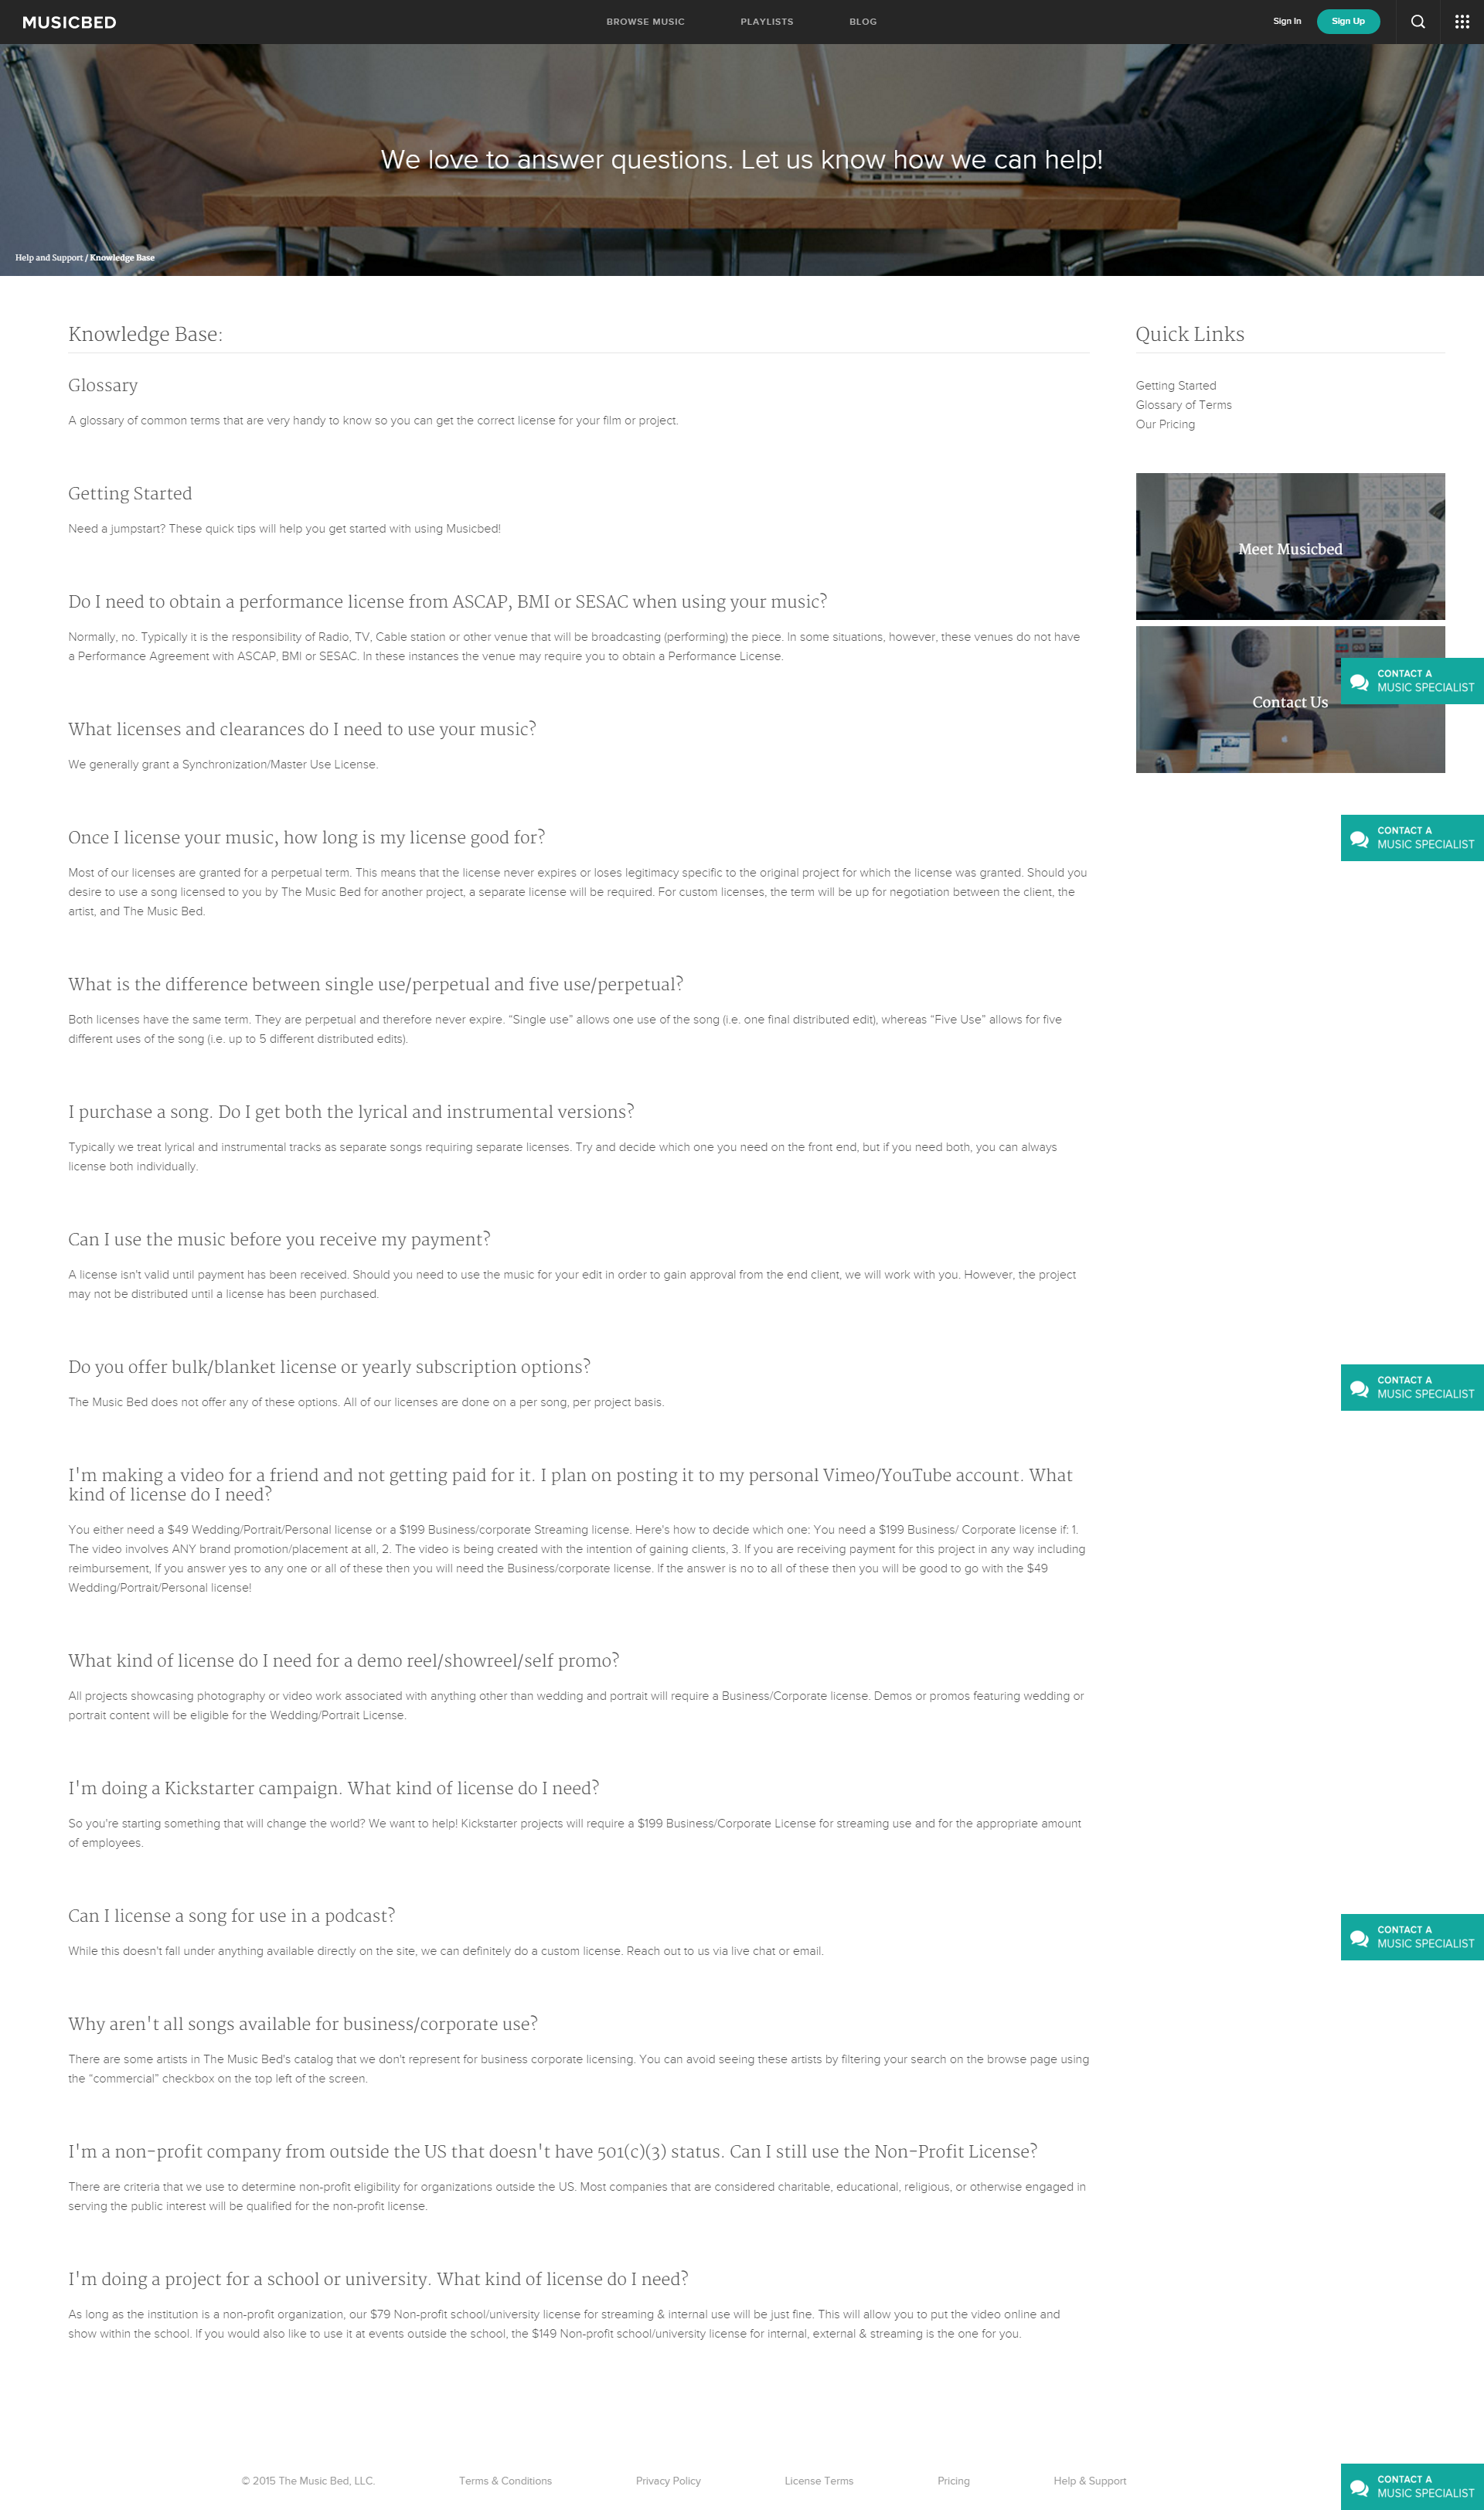 MUSICBED
BROWSE MUSIC
PLAYLISTS
BLOG
Sign In
Sign Up
We love to answer questions. Let us know how we can help!
Help and Support / Knowledge Base
Knowledge Base:
Glossary
A glossary of common terms that are very handy to know so you can get the correct license for your film or project.
Getting Started
Need a jumpstart? These quick tips will help you get started with using Musicbed!
Do I need to obtain a performance license from ASCAP, BMI or SESAC when using your music?
Normally, no. Typically it is the responsibility of Radio, TV, Cable station or other venue that will be broadcasting (performing) the piece. In some situations, however, these venues do not have
a Performance Agreement with ASCAP, BMI or SESAC. In these instances the venue may require you to obtain a Performance License.
What licenses and clearances do I need to use your music?
We generally grant a Synchronization/Master Use License.
Once I license your music, how long is my license good for?
Most of our licenses are granted for a perpetual term. This means that the license never expires or loses legitimacy specific to the original project for which the license was granted. Should you
desire to use a song licensed to you by The Music Bed for another project, a separate license will be required. For custom licenses, the term will be up for negotiation between the client, the
artist, and The Music Bed.
What is the difference between single use/perpetual and five use/perpetual?
Both licenses have the same term. They are perpetual and therefore never expire. “Single use” allows one use of the song (i.e. one final distributed edit), whereas “Five Use” allows for five
different uses of the song (i.e. up to 5 different distributed edits).
I purchase a song. Do I get both the lyrical and instrumental versions?
Typically we treat lyrical and instrumental tracks as separate songs requiring separate licenses. Try and decide which one you need on the front end, but if you need both, you can always
license both individually.
Can I use the music before you receive my payment?
A license isn't valid until payment has been received. Should you need to use the music for your edit in order to gain approval from the end client, we will work with you. However, the project
may not be distributed until a license has been purchased.
Do you offer bulk/blanket license or yearly subscription options?
The Music Bed does not offer any of these options. All of our licenses are done on a per song, per project basis.
I'm making a video for a friend and not getting paid for it. I plan on posting it to my personal Vimeo/YouTube account. What
kind of license do I need?
You either need a $49 Wedding/Portrait/Personal license or a $199 Business/corporate Streaming license. Here's how to decide which one: You need a $199 Business/ Corporate license if: 1.
The video involves ANY brand promotion/placement at all, 2. The video is being created with the intention of gaining clients, 3. If you are receiving payment for this project in any way including
reimbursement, If you answer yes to any one or all of these then you will need the Business/corporate license. If the answer is no to all of these then you will be good to go with the $49
Wedding/Portrait/Personal license!
What kind of license do I need for a demo reel/showreel/self promo?
All projects showcasing photography or video work associated with anything other than wedding and portrait will require a Business/Corporate license. Demos or promos featuring wedding or
portrait content will be eligible for the Wedding/Portrait License.
I'm doing a Kickstarter campaign. What kind of license do I need?
So you're starting something that will change the world? We want to help! Kickstarter projects will require a $199 Business/Corporate License for streaming use and for the appropriate amount
of employees.
Can I license a song for use in a podcast?
While this doesn't fall under anything available directly on the site, we can definitely do a custom license. Reach out to us via live chat or email.
Why aren't all songs available for business/corporate use?
There are some artists in The Music Bed's catalog that we don't represent for business corporate licensing. You can avoid seeing these artists by filtering your search on the browse page using
the “commercial” checkbox on the top left of the screen.
I'm a non-profit company from outside the US that doesn't have 501(c)(3) status. Can I still use the Non-Profit License?
There are criteria that we use to determine non-profit eligibility for organizations outside the US. Most companies that are considered charitable, educational, religious, or otherwise engaged in
serving the public interest will be qualified for the non-profit license.
I'm doing a project for a school or university. What kind of license do I need?
As long as the institution is a non-profit organization, our $79 Non-profit school/university license for streaming & internal use will be just fine. This will allow you to put the video online and
show within the school. If you would also like to use it at events outside the school, the $149 Non-profit school/university license for internal, external & streaming is the one for you.
Quick Links
Getting Started
Glossary of Terms
Our Pricing
Meet Musicbed
Contact Us
CONTACT A
MUSIC SPECIALIST
CONTACT A
MUSIC SPECIALIST
CONTACT A
MUSIC SPECIALIST
CONTACT A
MUSIC SPECIALIST
© 2015 The Music Bed, LLC.
Terms & Conditions
Privacy Policy
License Terms
Pricing
Help & Support
CONTACT A
MUSIC SPECIALIST